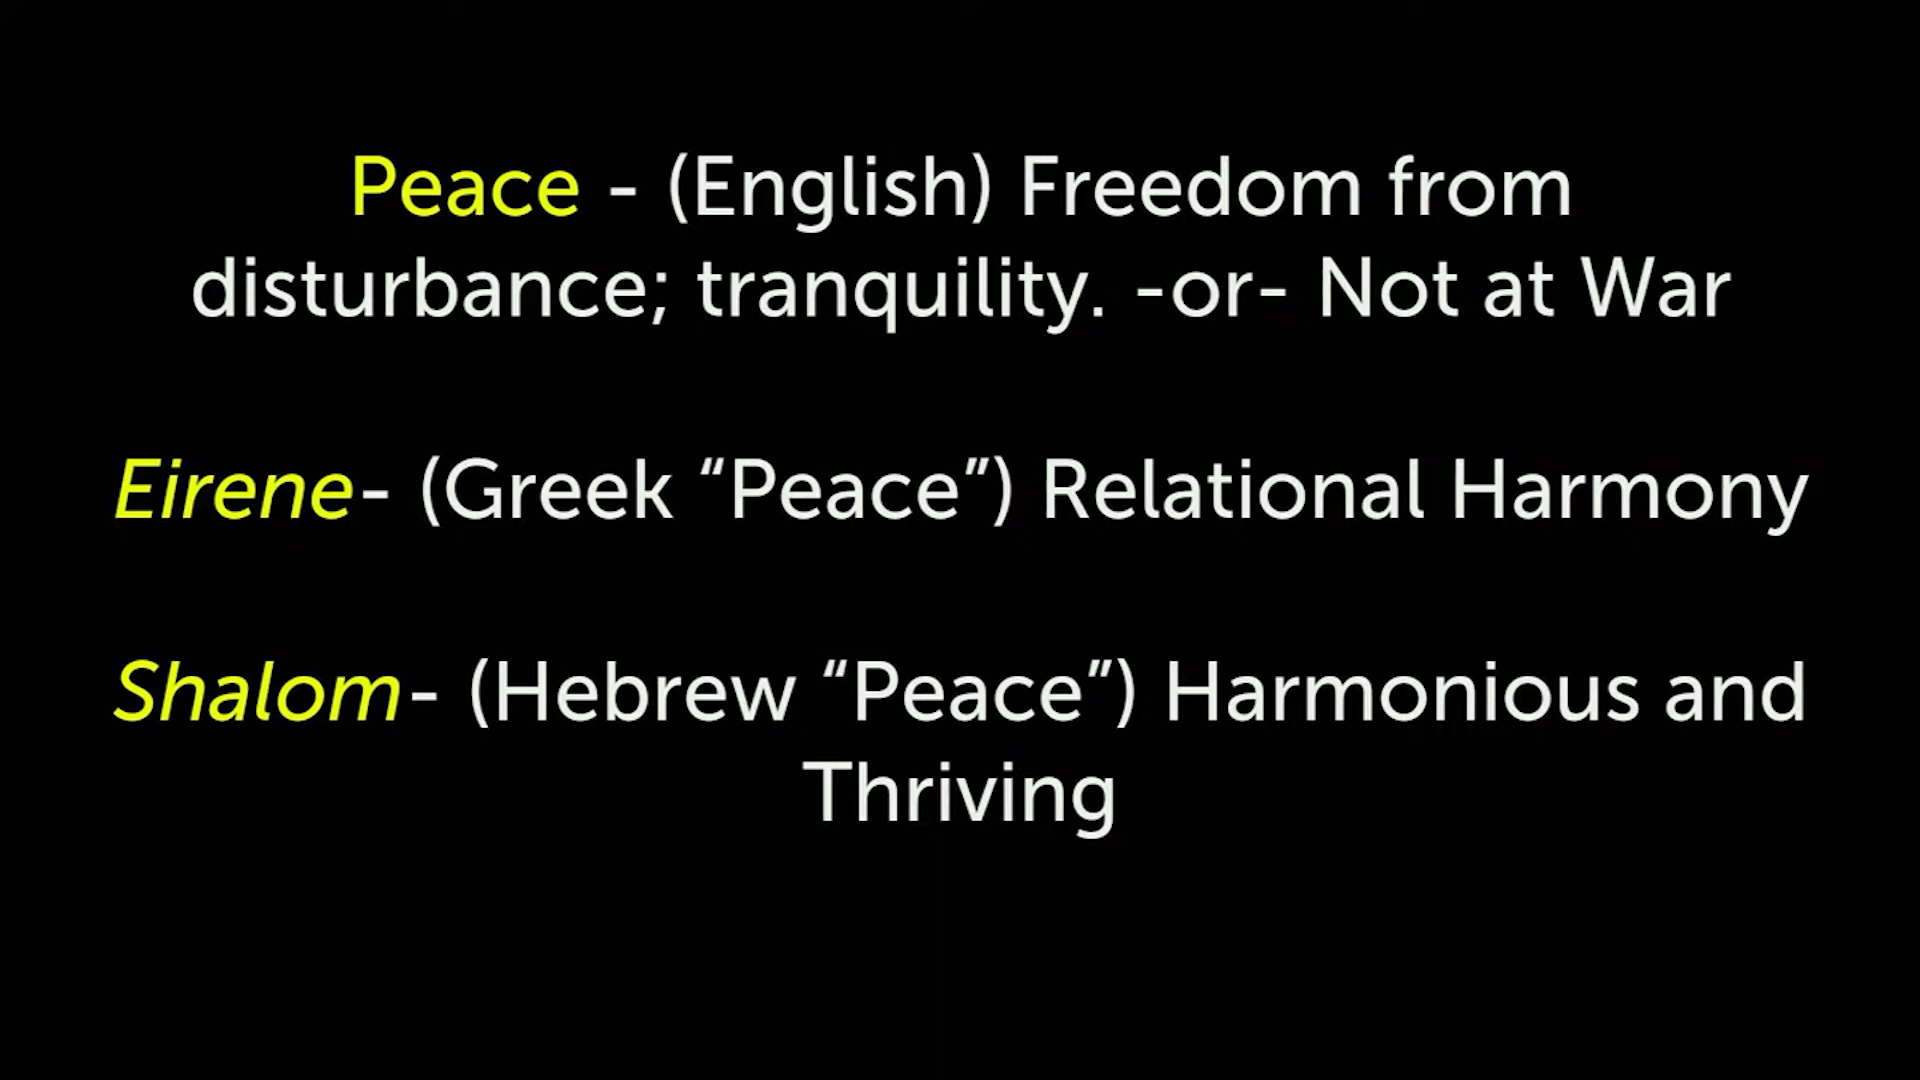 Peace - (English) Freedom from
disturbance; tranquility. -or- Not at War
Eirene- (Greek “Peace”) Relational Harmony
Shalom- (Hebrew “Peace”) Harmonious and
Thriving